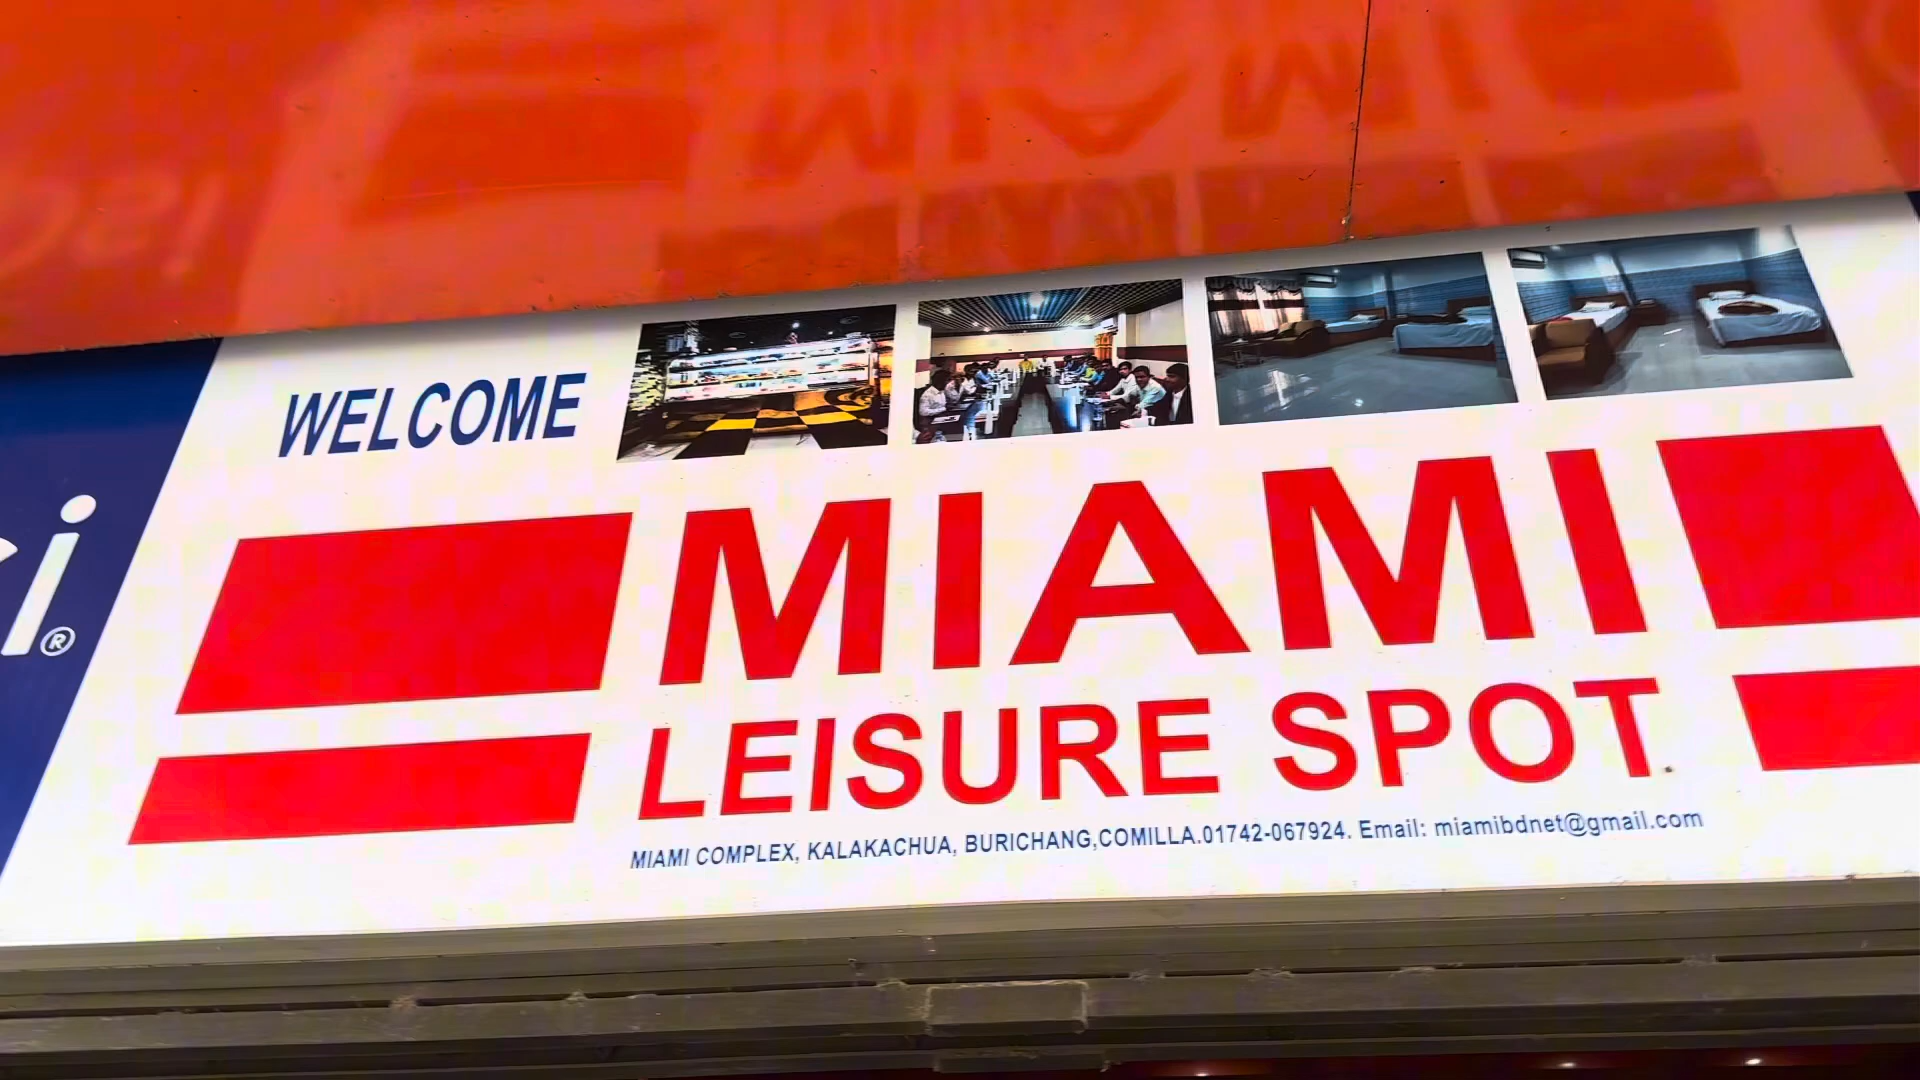 WELCOME
MIAMI
LEISURE SPOT
MIAMI COMPLEX, KALAKACHUA, BURICHANG,COMILLA.01742-067924. Email: miamibdnet@gmail.com